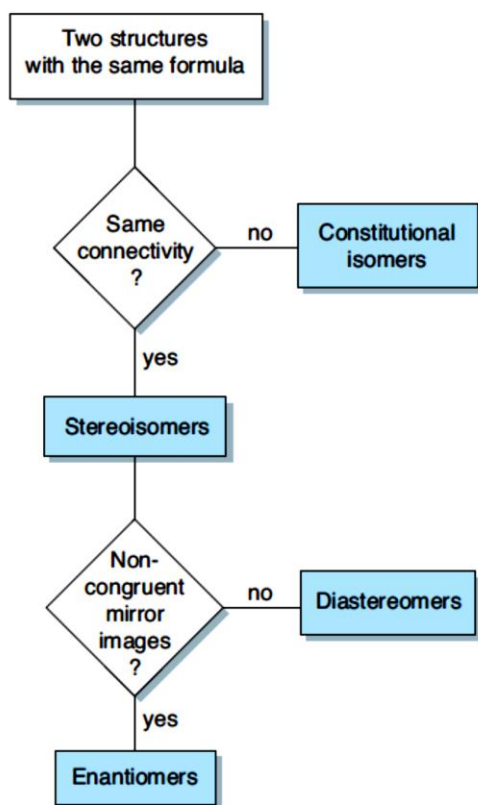 Two structures
with the same formula
Same
connectivity
?
no
Constitutional
isomers
yes
Stereoisomers
Non-
congruent
mirror
images
?
no
Diastereomers
yes
Enantiomers